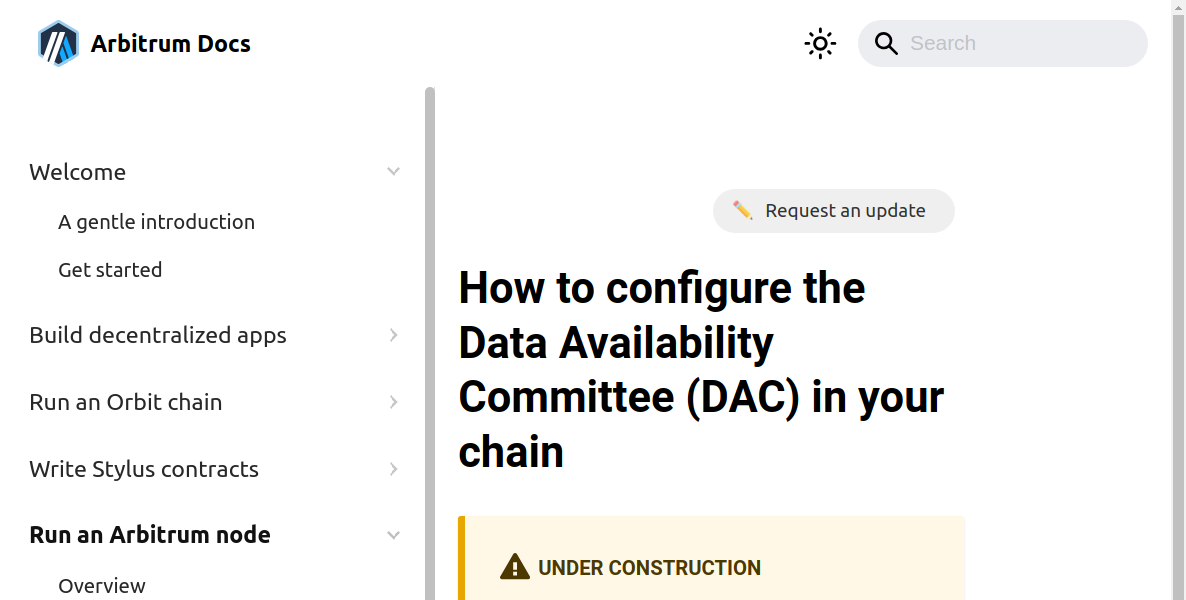 Arbitrum Docs
Search
Welcome
A gentle introduction
Get started
Build decentralized apps
Run an Orbit chain
Write Stylus contracts
Run an Arbitrum node
Overview
Request an update
How to configure the
Data Availability
Committee (DAC) in your
chain
UNDER CONSTRUCTION